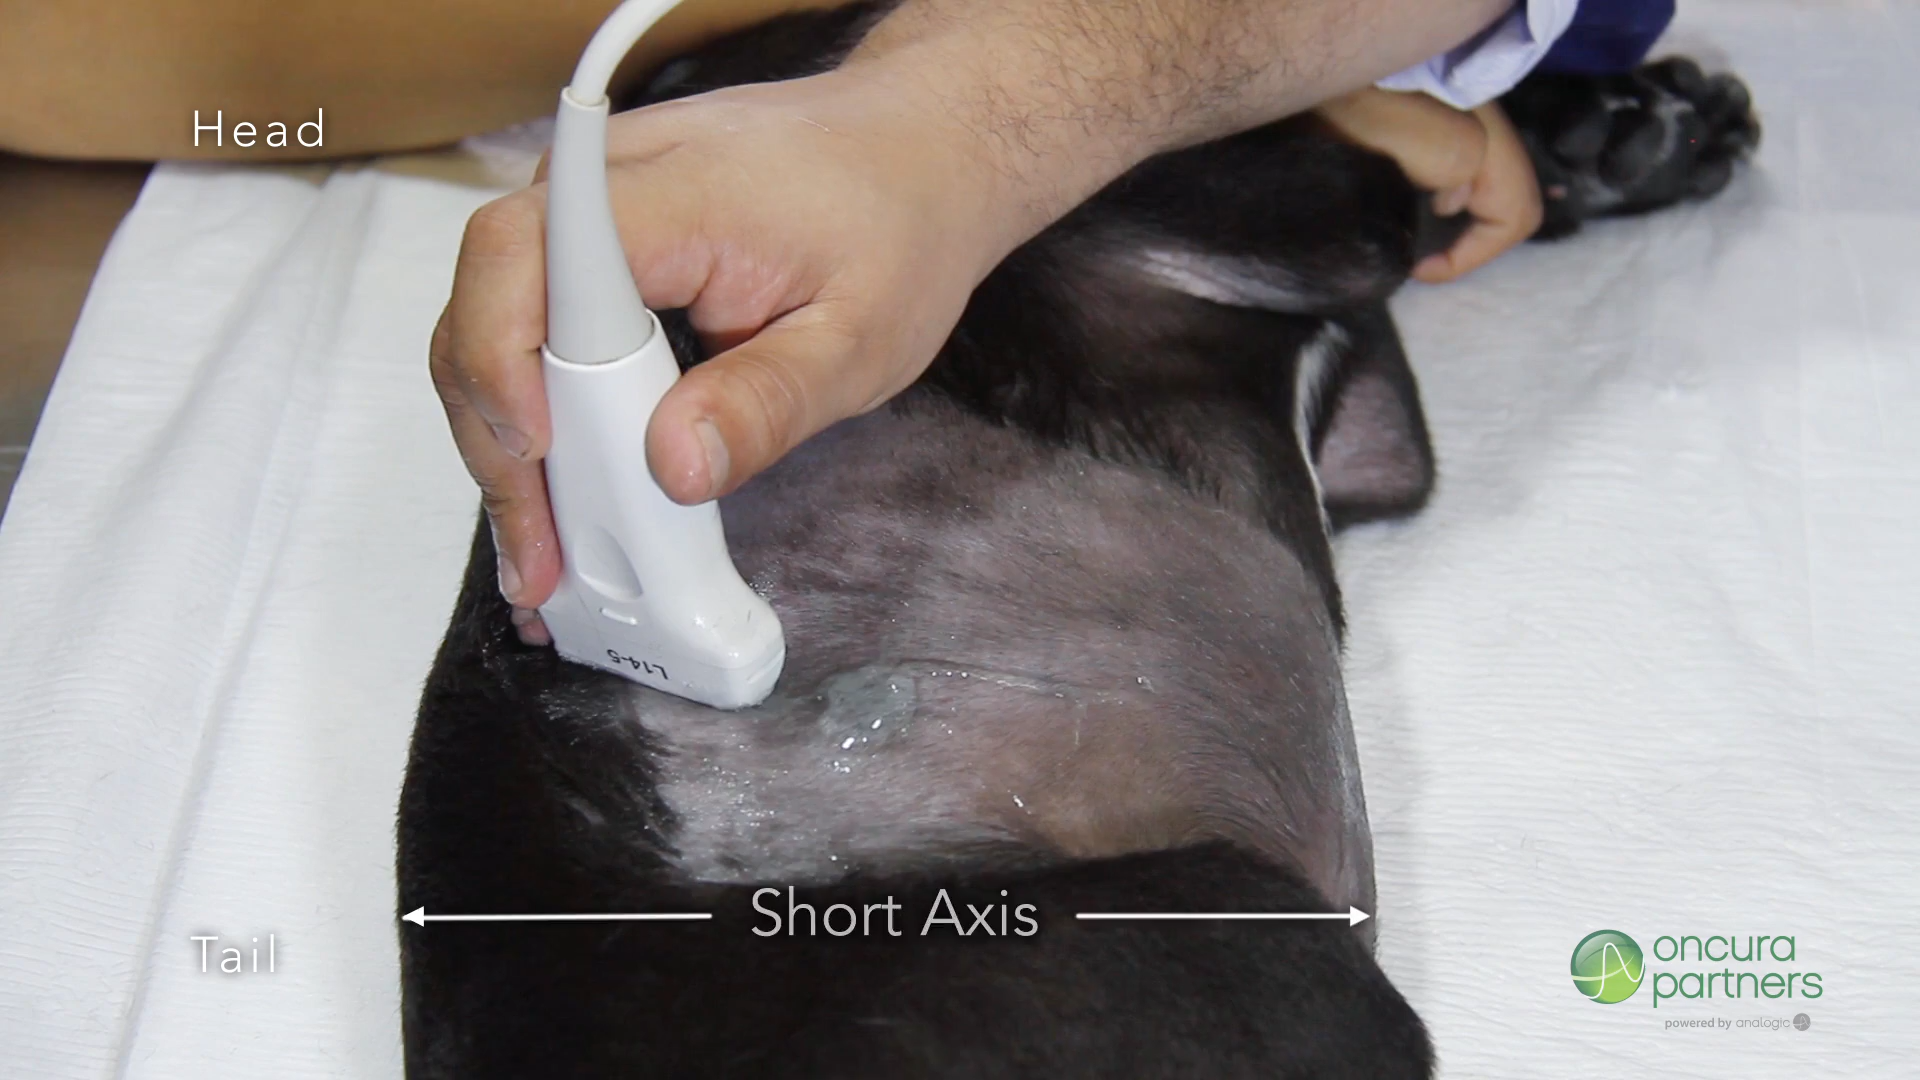 Head
L14-5
Short Axis
Tail
oncura
partners
powered by analogic